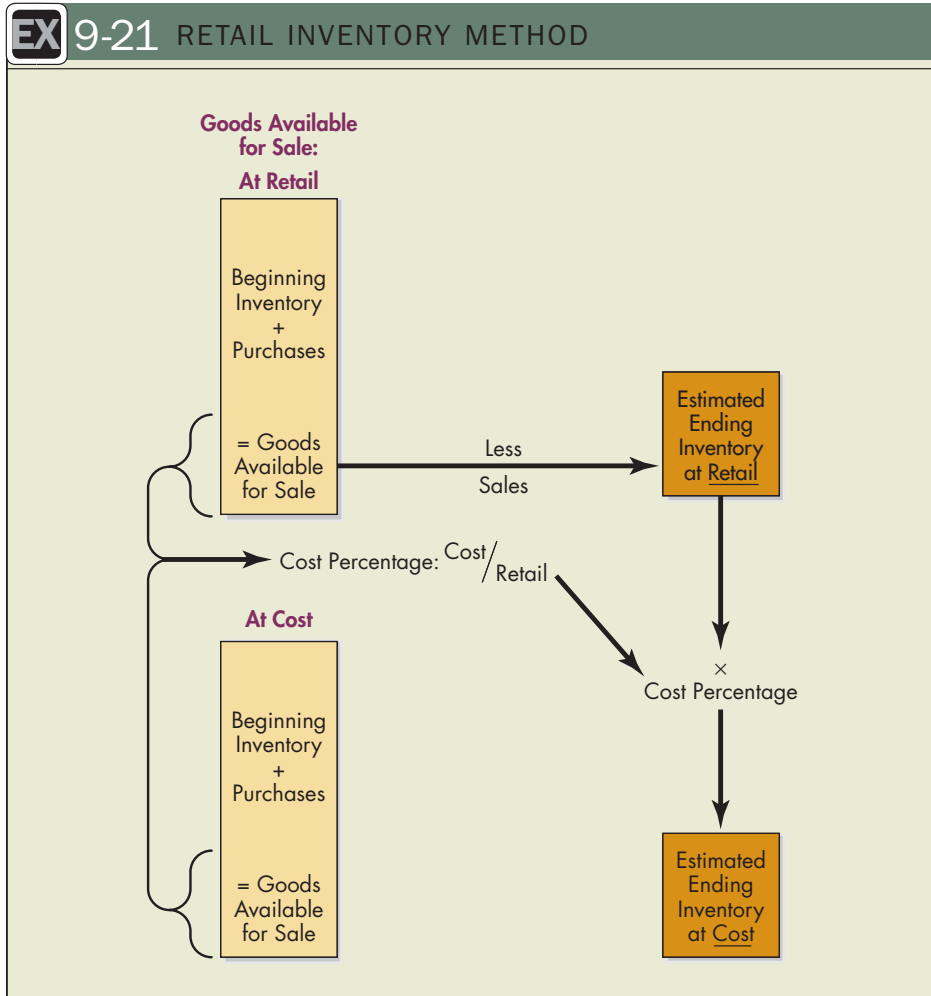 EX 9-21 RETAIL INVENTORY METHOD
Goods Available
for Sale:
At Retail
Beginning
Inventory
+
Purchases
= Goods
Available
for Sale
Less
Sales
Estimated
Ending
Inventory
at Retail
Cost Percentage: Cost/Retail
At Cost
×
Cost Percentage
Beginning
Inventory
+
Purchases
= Goods
Available
for Sale
Estimated
Ending
Inventory
at Cost